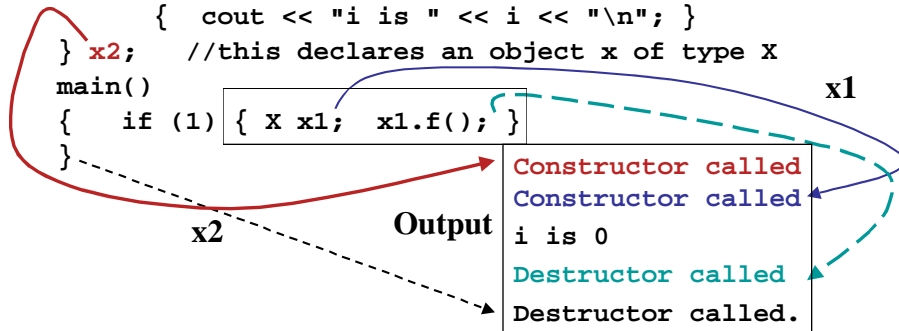 { cout << "i is " << i << "\n"; }
} x2; //this declares an object x of type X
main()
x1
{ if (1) { X x1; x1.f(); }
}
Constructor called
Constructor called
Output
x2
i is 0
Destructor called
Destructor called.